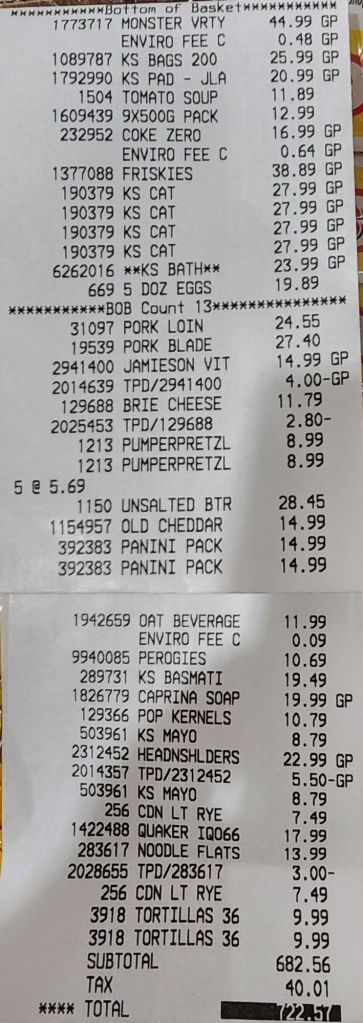 ***********Bottom of Basket***********
1773717 MONSTER VRTY 44.99 GP
ENVIRO FEE C 0.48 GP
1089787 KS BAGS 200 25.99 GP
1792990 KS PAD - JLA 20.99 GP
1504 TOMATO SOUP 11.89
1609439 9X500G PACK 12.99
232952 COKE ZERO 16.99 GP
ENVIRO FEE C 0.64 GP
1377088 FRISKIES 38.89 GP
190379 KS CAT 27.99 GP
190379 KS CAT 27.99 GP
190379 KS CAT 27.99 GP
190379 KS CAT 27.99 GP
6262016 **KS BATH** 23.99 GP
669 5 DOZ EGGS 19.89
***********BOB Count 13***************
31097 PORK LOIN 24.55
19539 PORK BLADE 27.40
2941400 JAMIESON VIT 14.99 GP
2014639 TPD/2941400 4.00-GP
129688 BRIE CHEESE 11.79
2025453 TPD/129688 2.80-
1213 PUMPERPRETZL 8.99
1213 PUMPERPRETZL 8.99
5 @ 5.69
1150 UNSALTED BTR 28.45
1154957 OLD CHEDDAR 14.99
392383 PANINI PACK 14.99
392383 PANINI PACK 14.99
1942659 OAT BEVERAGE 11.99
ENVIRO FEE C 0.09
9940085 PEROGIES 10.69
289731 KS BASMATI 19.49
1826779 CAPRINA SOAP 19.99 GP
129366 POP KERNELS 10.79
503961 KS MAYO 8.79
2312452 HEADNSHLDERS 22.99 GP
2014357 TPD/2312452 5.50-GP
503961 KS MAYO 8.79
256 CDN LT RYE 7.49
1422488 QUAKER IQ066 17.99
283617 NOODLE FLATS 13.99
2028655 TPD/283617 3.00-
256 CDN LT RYE 7.49
3918 TORTILLAS 36 9.99
3918 TORTILLAS 36 9.99
SUBTOTAL 682.56
TAX 40.01
**** TOTAL 722.57